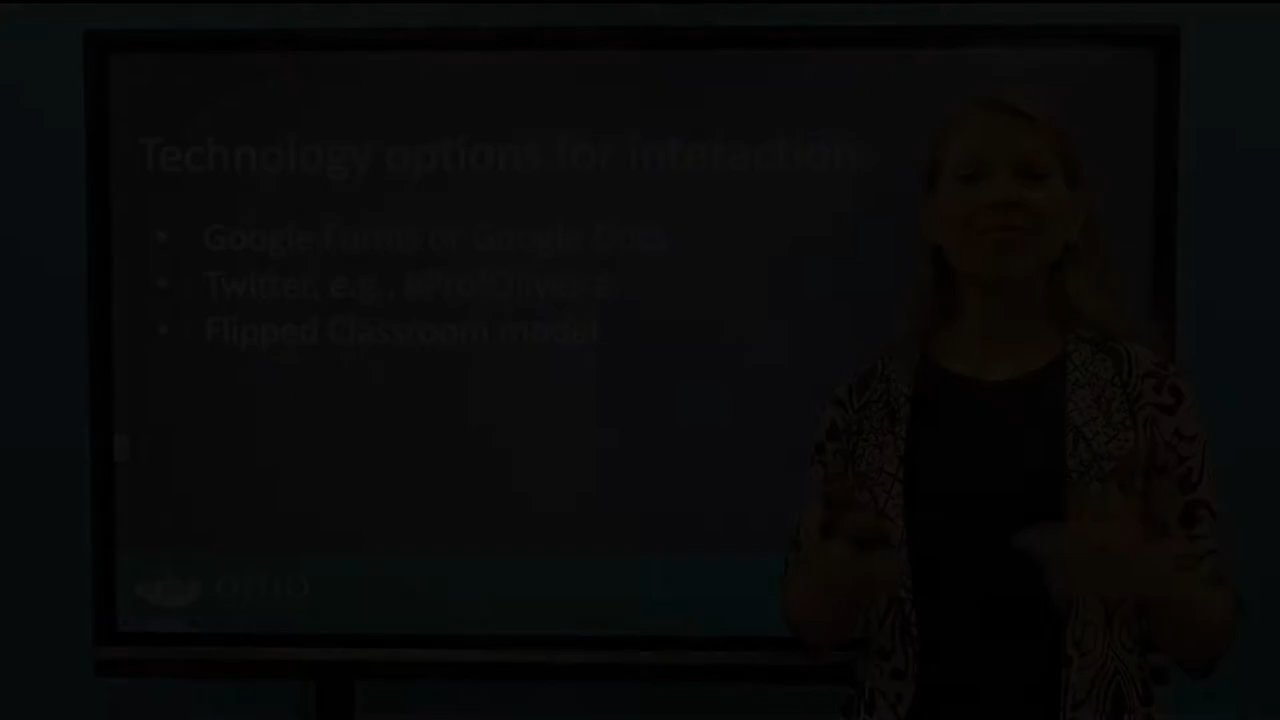 Technology options for interaction
• Google Forms or Google Docs
• Twitter, e.g.,
• Flipped Classroom model